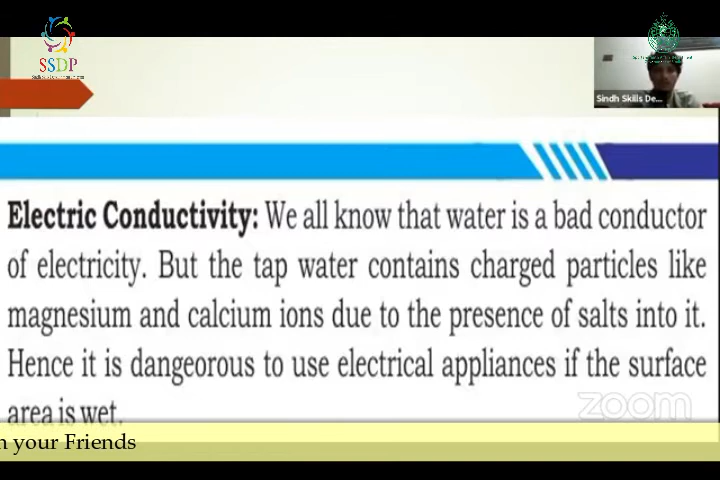 SSDP
Sindh Skills De...
Electric Conductivity: We all know that water is a bad conductor
of electricity. But the tap water contains charged particles like
magnesium and calcium ions due to the presence of salts into it.
Hence it is dangeorous to use electrical appliances if the surface
area is wet.
zoom
your Friends